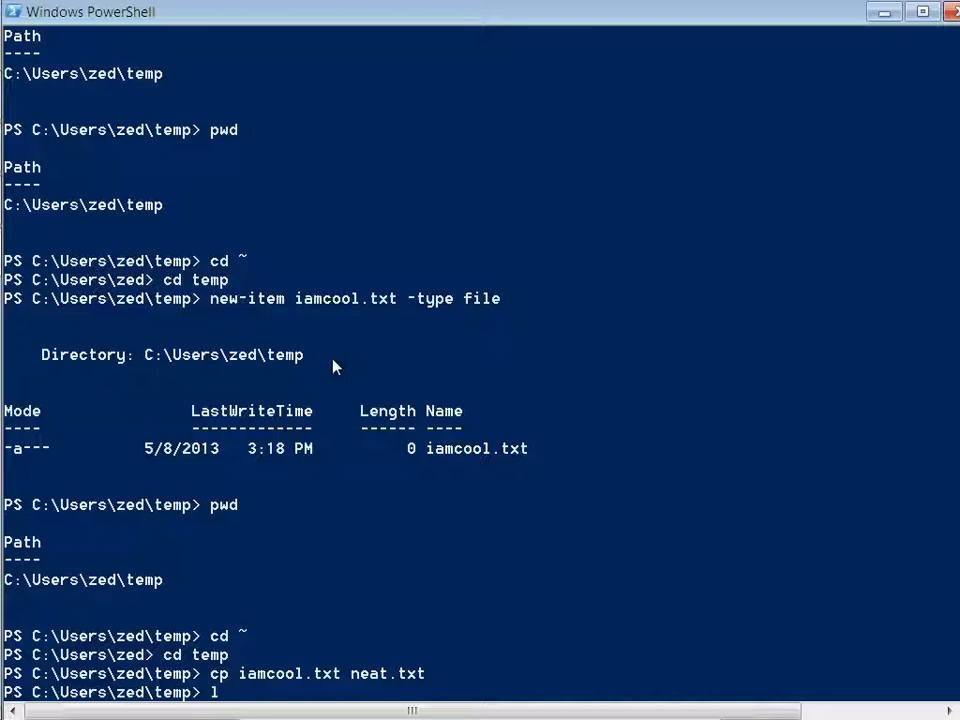 Windows PowerShell
Path
----
C:\Users\zed\temp
PS C:\Users\zed\temp> pwd
Path
----
C:\Users\zed\temp
PS C:\Users\zed\temp> cd ~
PS C:\Users\zed> cd temp
PS C:\Users\zed\temp> new-item iamcool.txt -type file
Directory: C:\Users\zed\temp
Mode LastWriteTime Length Name
---- ------------- ------ ----
-a--- 5/8/2013 3:18 PM 0 iamcool.txt
PS C:\Users\zed\temp> pwd
Path
----
C:\Users\zed\temp
PS C:\Users\zed\temp> cd ~
PS C:\Users\zed> cd temp
PS C:\Users\zed\temp> cp iamcool.txt neat.txt
PS C:\Users\zed\temp> l